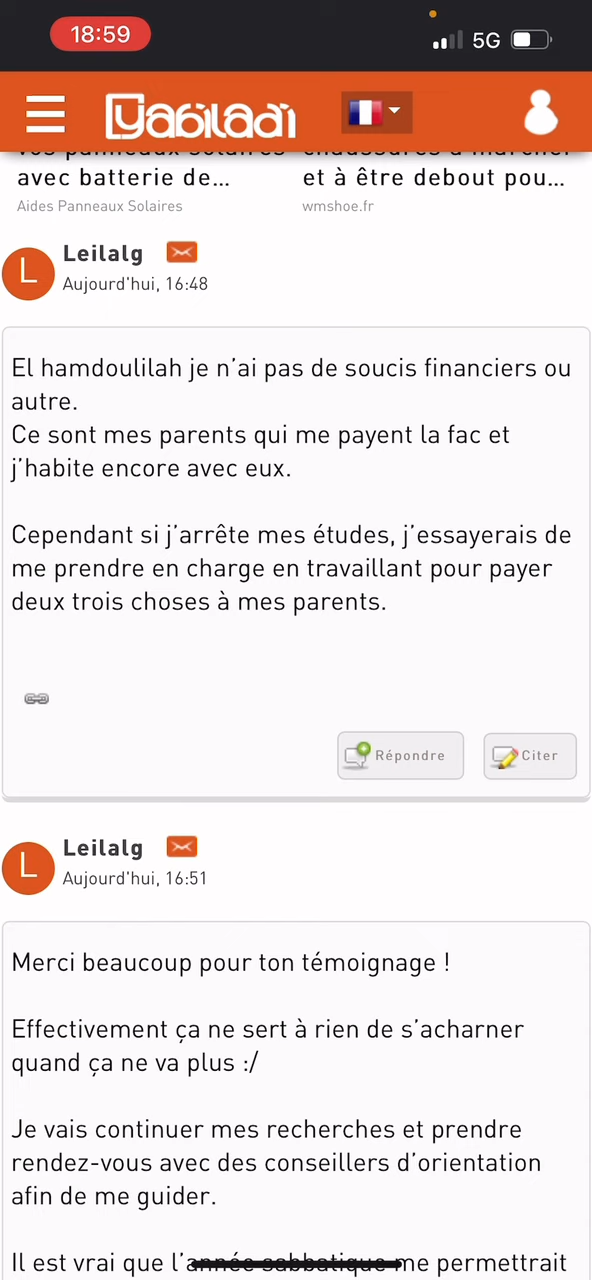 18:59
5G
Yabiladi
vos panneaux solaires
avec batterie de...
Aides Panneaux Solaires
chaussures à marcher
et à être debout pou...
wmshoe.fr
L
Leilalg
Aujourd'hui, 16:48
El hamdoulilah je n’ai pas de soucis financiers ou
autre.
Ce sont mes parents qui me payent la fac et
j’habite encore avec eux.
Cependant si j’arrête mes études, j’essayerais de
me prendre en charge en travaillant pour payer
deux trois choses à mes parents.
Répondre
Citer
L
Leilalg
Aujourd'hui, 16:51
Merci beaucoup pour ton témoignage !
Effectivement ça ne sert à rien de s’acharner
quand ça ne va plus :/
Je vais continuer mes recherches et prendre
rendez-vous avec des conseillers d’orientation
afin de me guider.
Il est vrai que l’année sabbatique me permettrait